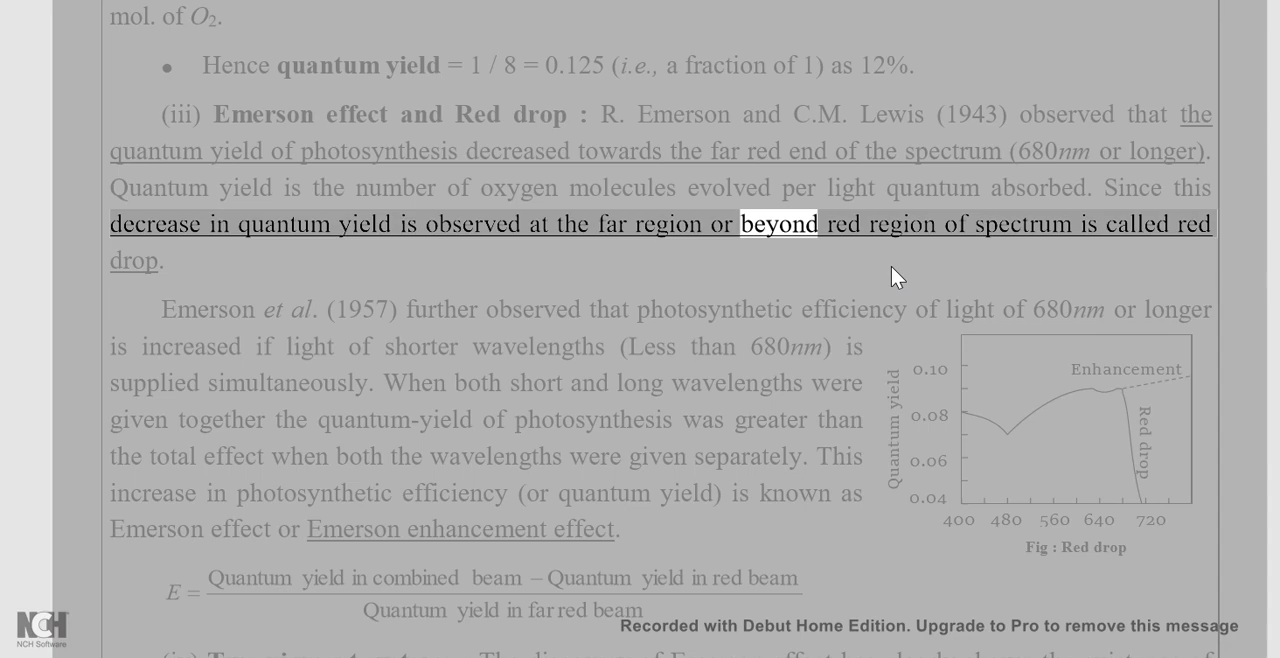 mol. of O2.
• Hence quantum yield = 1 / 8 = 0.125 (i.e., a fraction of 1) as 12%.
(iii) Emerson effect and Red drop : R. Emerson and C.M. Lewis (1943) observed that the
quantum yield of photosynthesis decreased towards the far red end of the spectrum (680nm or longer).
Quantum yield is the number of oxygen molecules evolved per light quantum absorbed. Since this
decrease in quantum yield is observed at the far region or beyond red region of spectrum is called red
drop.
Emerson et al. (1957) further observed that photosynthetic efficiency of light of 680nm or longer
is increased if light of shorter wavelengths (Less than 680nm) is
supplied simultaneously. When both short and long wavelengths were
given together the quantum-yield of photosynthesis was greater than
the total effect when both the wavelengths were given separately. This
increase in photosynthetic efficiency (or quantum yield) is known as
Emerson effect or Emerson enhancement effect.
Quantum yield
0.10
0.08
0.06
0.04
Enhancement
Red drop
400 480 560 640 720
Fig : Red drop
E = Quantum yield in combined beam – Quantum yield in red beam
Quantum yield in far red beam
NCH
NCH Software
Recorded with Debut Home Edition. Upgrade to Pro to remove this message